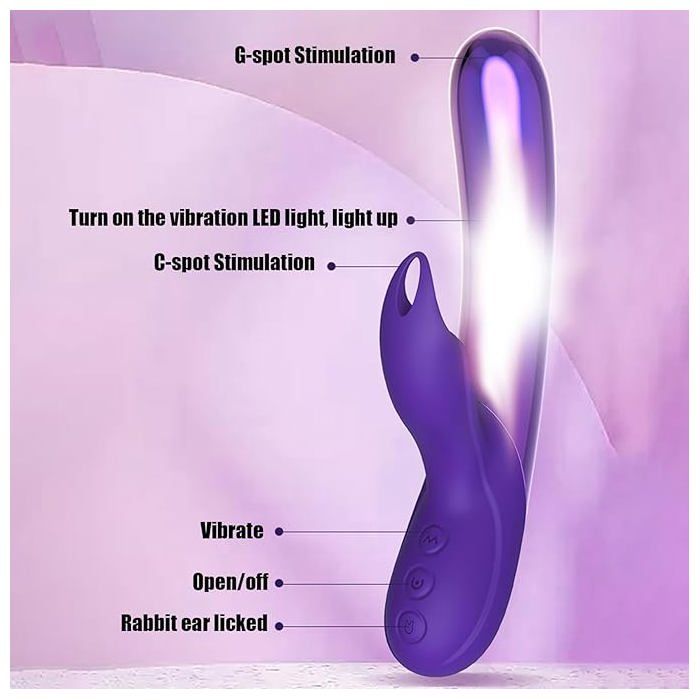 G-spot Stimulation
Turn on the vibration LED light, light up
C-spot Stimulation
Vibrate
Open/off
Rabbit ear licked